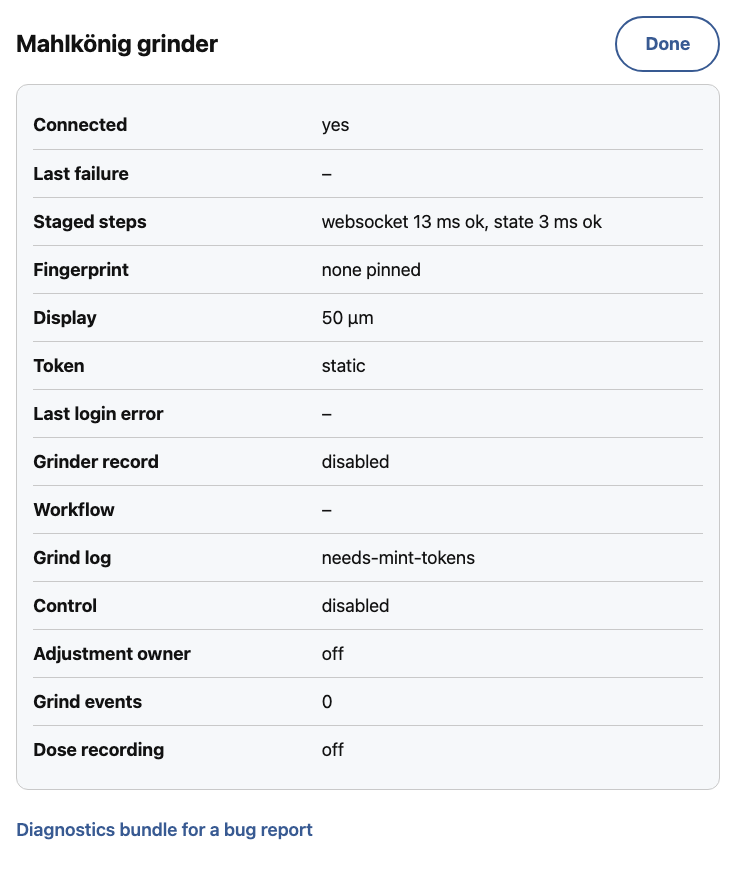 Mahlkönig grinder
Done
Connected yes
Last failure –
Staged steps websocket 13 ms ok, state 3 ms ok
Fingerprint none pinned
Display 50 µm
Token static
Last login error –
Grinder record disabled
Workflow –
Grind log needs-mint-tokens
Control disabled
Adjustment owner off
Grind events 0
Dose recording off
Diagnostics bundle for a bug report